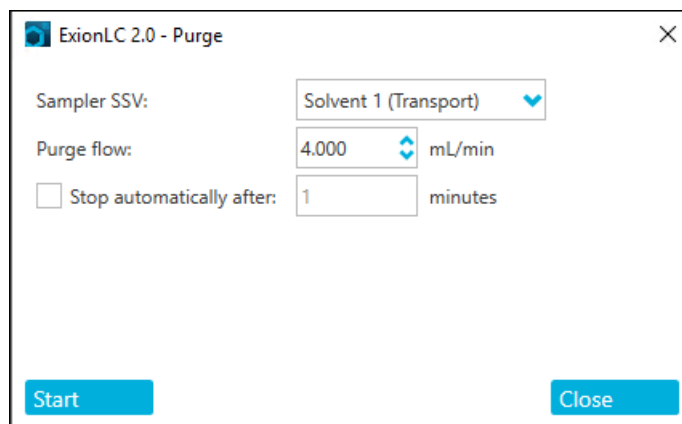 ExionLC 2.0 - Purge
Sampler SSV: Solvent 1 (Transport)
Purge flow: 4.000 mL/min
Stop automatically after: 1 minutes
Start Close